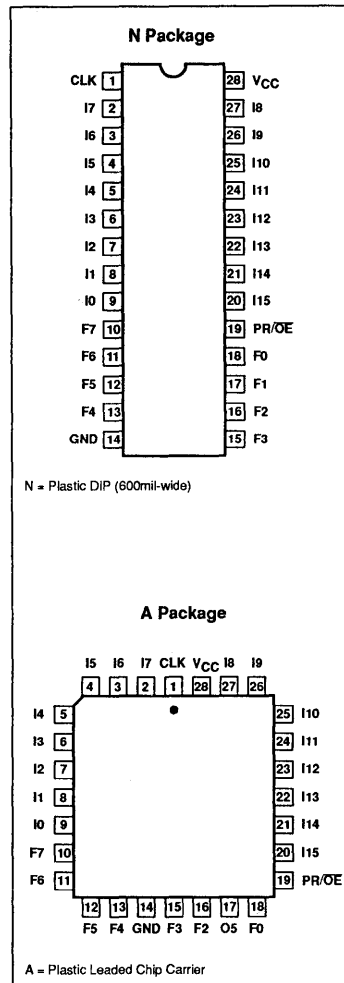 N Package
CLK 1 28 VCC
I7 2 27 I8
I6 3 26 I9
I5 4 25 I10
I4 5 24 I11
I3 6 23 I12
I2 7 22 I13
I1 8 21 I14
I0 9 20 I15
F7 10 19 PR/OE
F6 11 18 F0
F5 12 17 F1
F4 13 16 F2
GND 14 15 F3
N = Plastic DIP (600mil-wide)
A Package
I5 I6 I7 CLK VCC I8 I9
4 3 2 1 28 27 26
I4 5 25 I10
I3 6 24 I11
I2 7 23 I12
I1 8 22 I13
I0 9 21 I14
F7 10 20 I15
F6 11 19 PR/OE
12 13 14 15 16 17 18
F5 F4 GND F3 F2 O5 F0
A = Plastic Leaded Chip Carrier